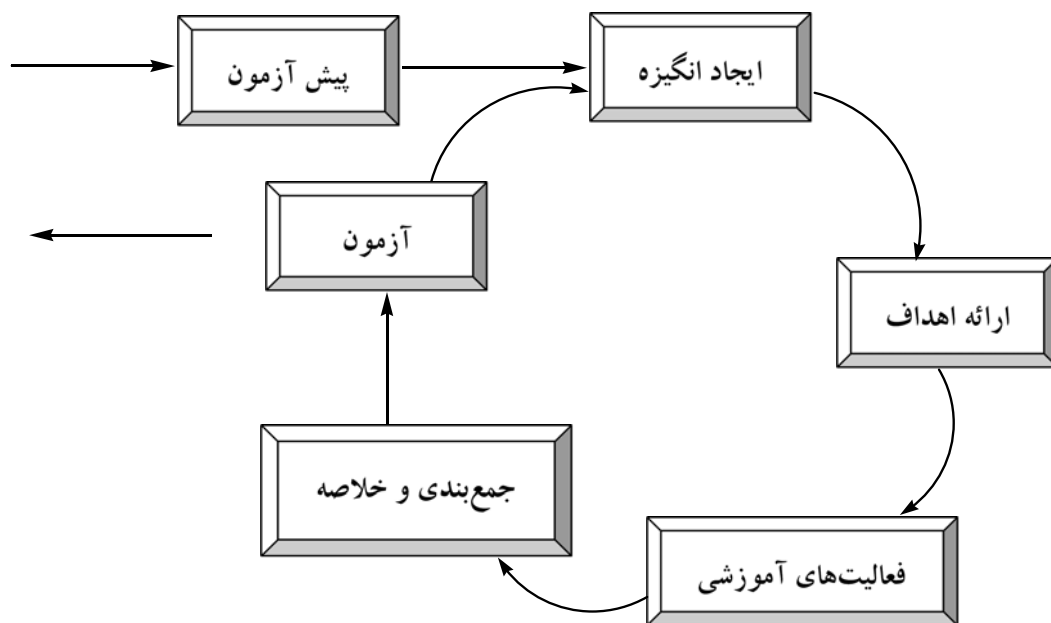 پیش آزمون
ایجاد انگیزه
ارائه اهداف
فعالیت‌های آموزشی
جمع‌بندی و خلاصه
آزمون